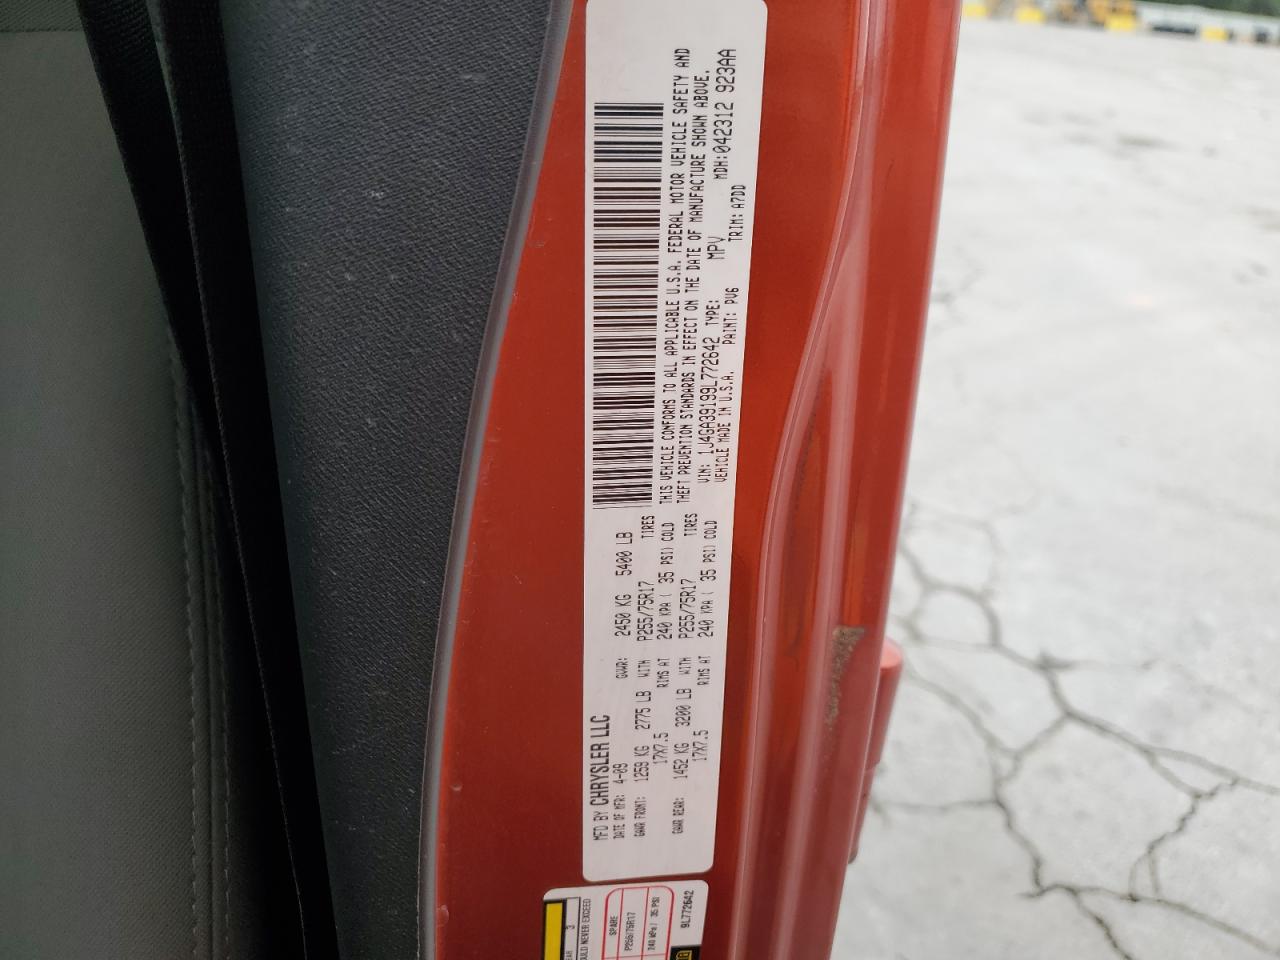 MFD BY CHRYSLER LLC
DATE OF MFR: 4-09 GVWR: 2450 KG 5400 LB
GAWR FRONT: 1259 KG 2775 LB WITH P255/75R17 TIRES
17X7.5 RIMS AT 240 KPA ( 35 PSI) COLD
GAWR REAR: 1452 KG 3200 LB WITH P255/75R17 TIRES
17X7.5 RIMS AT 240 KPA ( 35 PSI) COLD
THIS VEHICLE CONFORMS TO ALL APPLICABLE U.S.A. FEDERAL MOTOR VEHICLE SAFETY AND
THEFT PREVENTION STANDARDS IN EFFECT ON THE DATE OF MANUFACTURE SHOWN ABOVE.
VIN: 1J4GA39199L772642 TYPE: MPV MDH:042312 923AA
VEHICLE MADE IN U.S.A. PAINT: PV6 TRIM: A7DD
EAR 3
OULD NEVER EXCEED
SPARE
P255/75R17
240 KPA / 35 PSI
9L772642